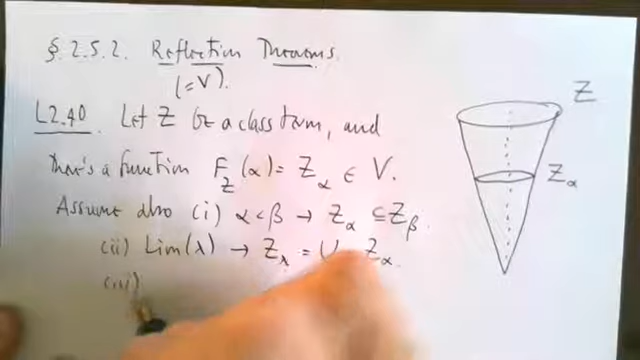 § 2.5.2. Reflection Theorems.
(=V).
L2.40. Let Z be a class term, and
there's a function F_Z(α) = Z_α ∈ V.
Assume also (i) α < β → Z_α ⊆ Z_β.
(ii) Lim(λ) → Z_λ = Z_α.
(iii)
Z
Z_α